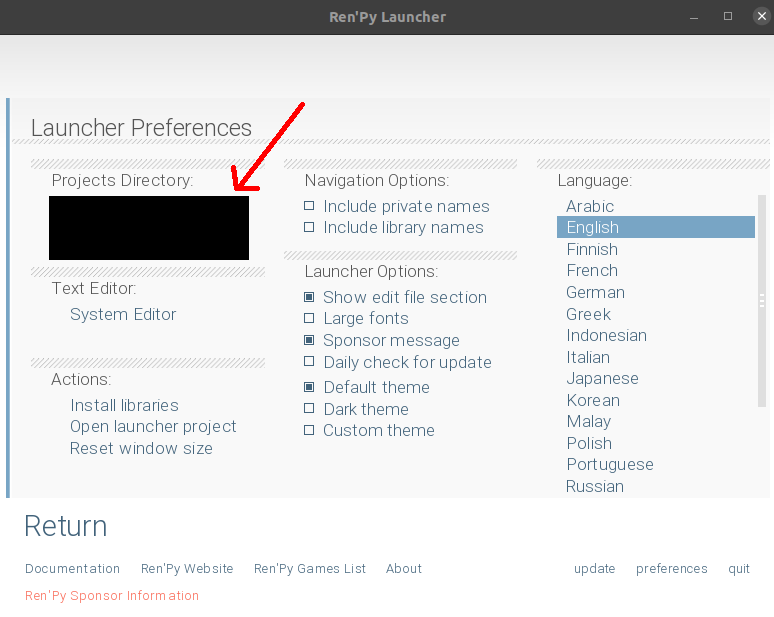 Ren'Py Launcher
Launcher Preferences
Projects Directory:
Text Editor:
System Editor
Actions:
Install libraries
Open launcher project
Reset window size
Navigation Options:
Include private names
Include library names
Launcher Options:
Show edit file section
Large fonts
Sponsor message
Daily check for update
Default theme
Dark theme
Custom theme
Language:
Arabic
English
Finnish
French
German
Greek
Indonesian
Italian
Japanese
Korean
Malay
Polish
Portuguese
Russian
Return
Documentation Ren'Py Website Ren'Py Games List About update preferences quit
Ren'Py Sponsor Information